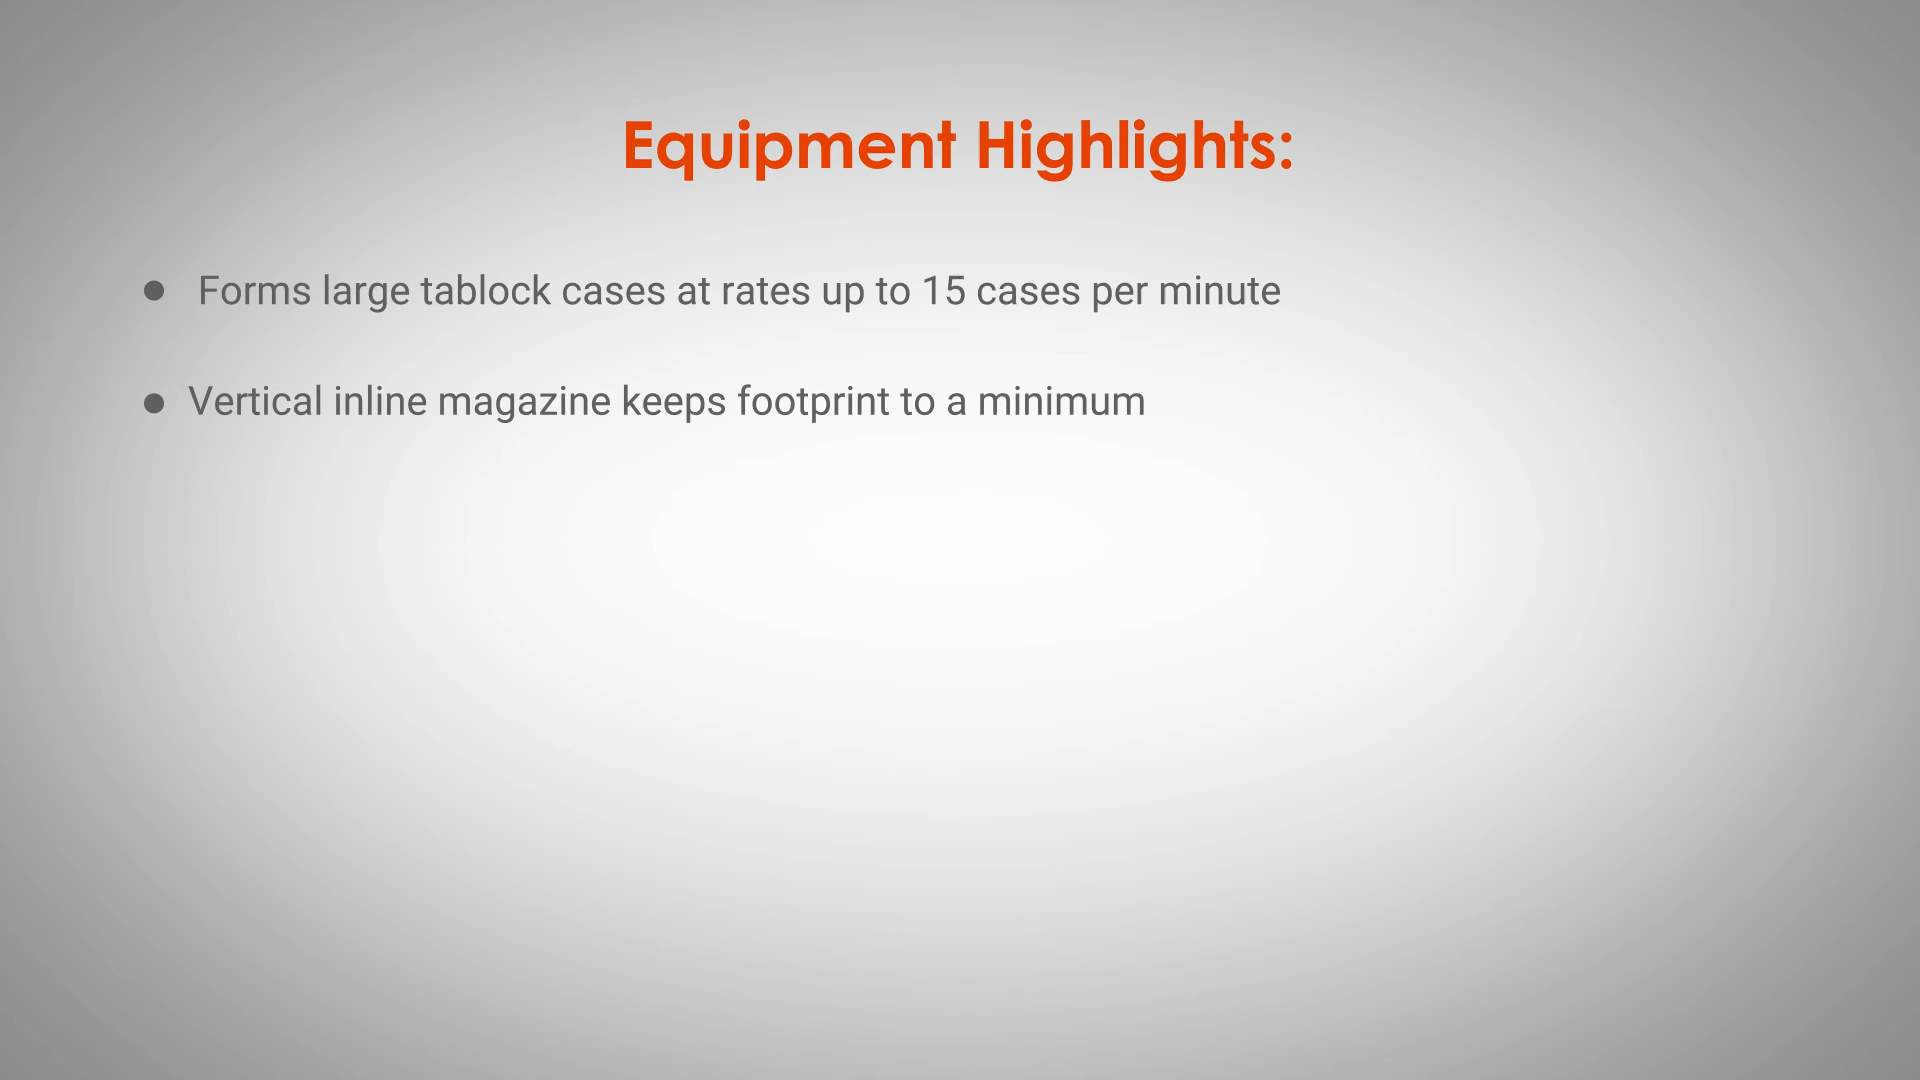 Equipment Highlights:
● Forms large tablock cases at rates up to 15 cases per minute
● Vertical inline magazine keeps footprint to a minimum